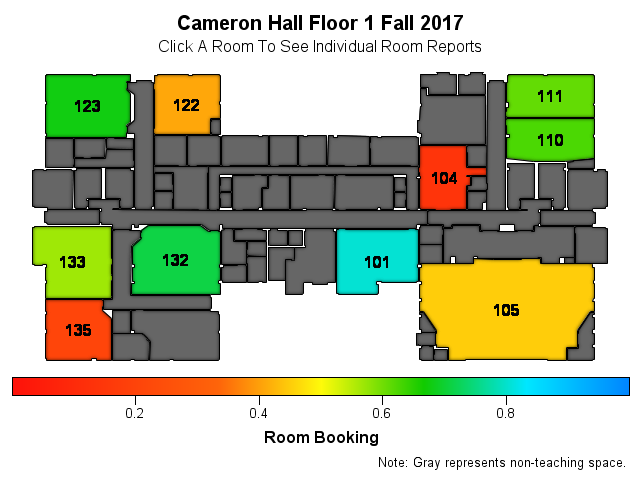 Cameron Hall Floor 1 Fall 2017
Click A Room To See Individual Room Reports
123
122
111
110
104
133
132
101
105
135
0.2 0.4 0.6 0.8
Room Booking
Note: Gray represents non-teaching space.